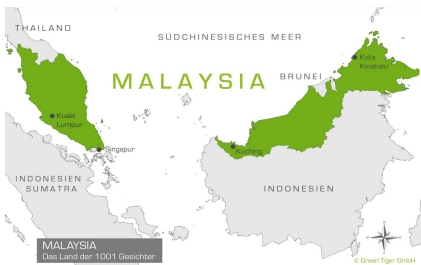 THAILAND
SÜDCHINESISCHES MEER
Kota
Kinabalu
MALAYSIA
BRUNEI
Kuala
Lumpur
Singapur
Kuching
INDONESIEN
SUMATRA
INDONESIEN
MALAYSIA
Das Land der 1001 Gesichter
© Green Tiger GmbH